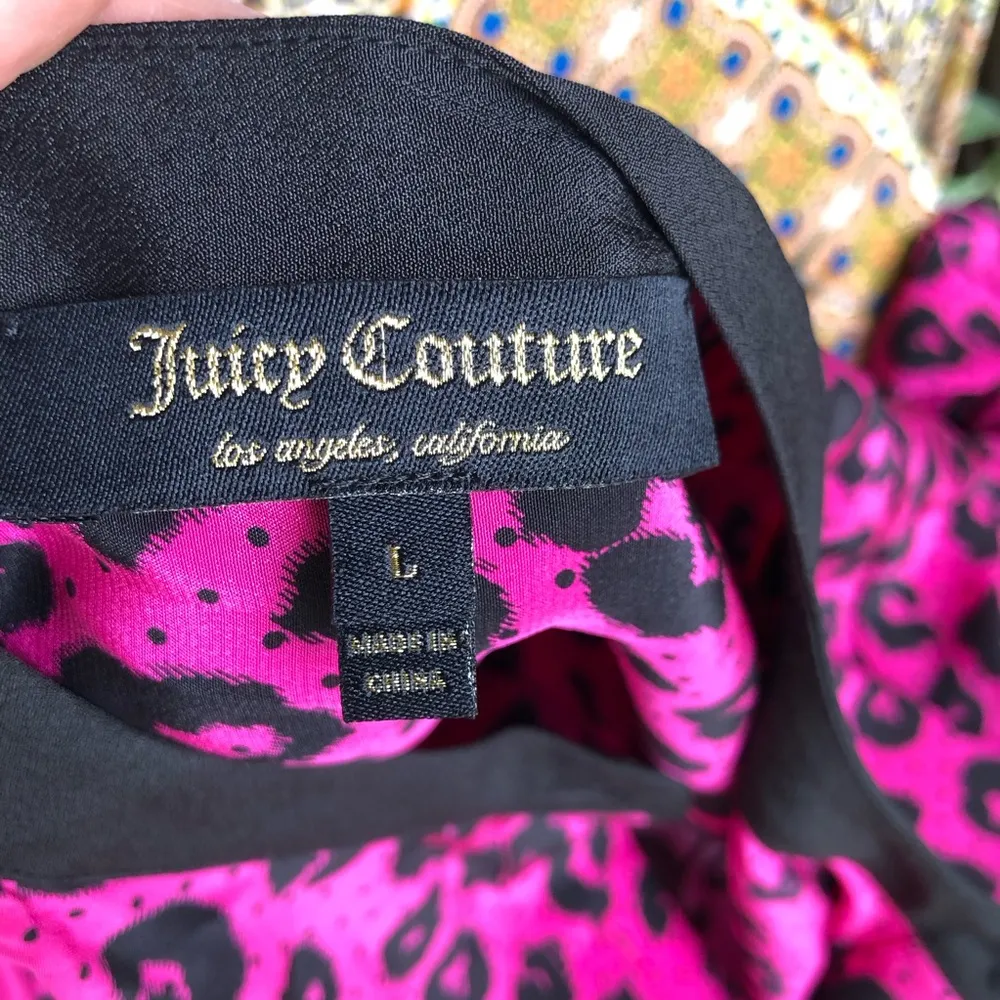 Juicy Couture
los angeles, california
L
MADE IN
CHINA